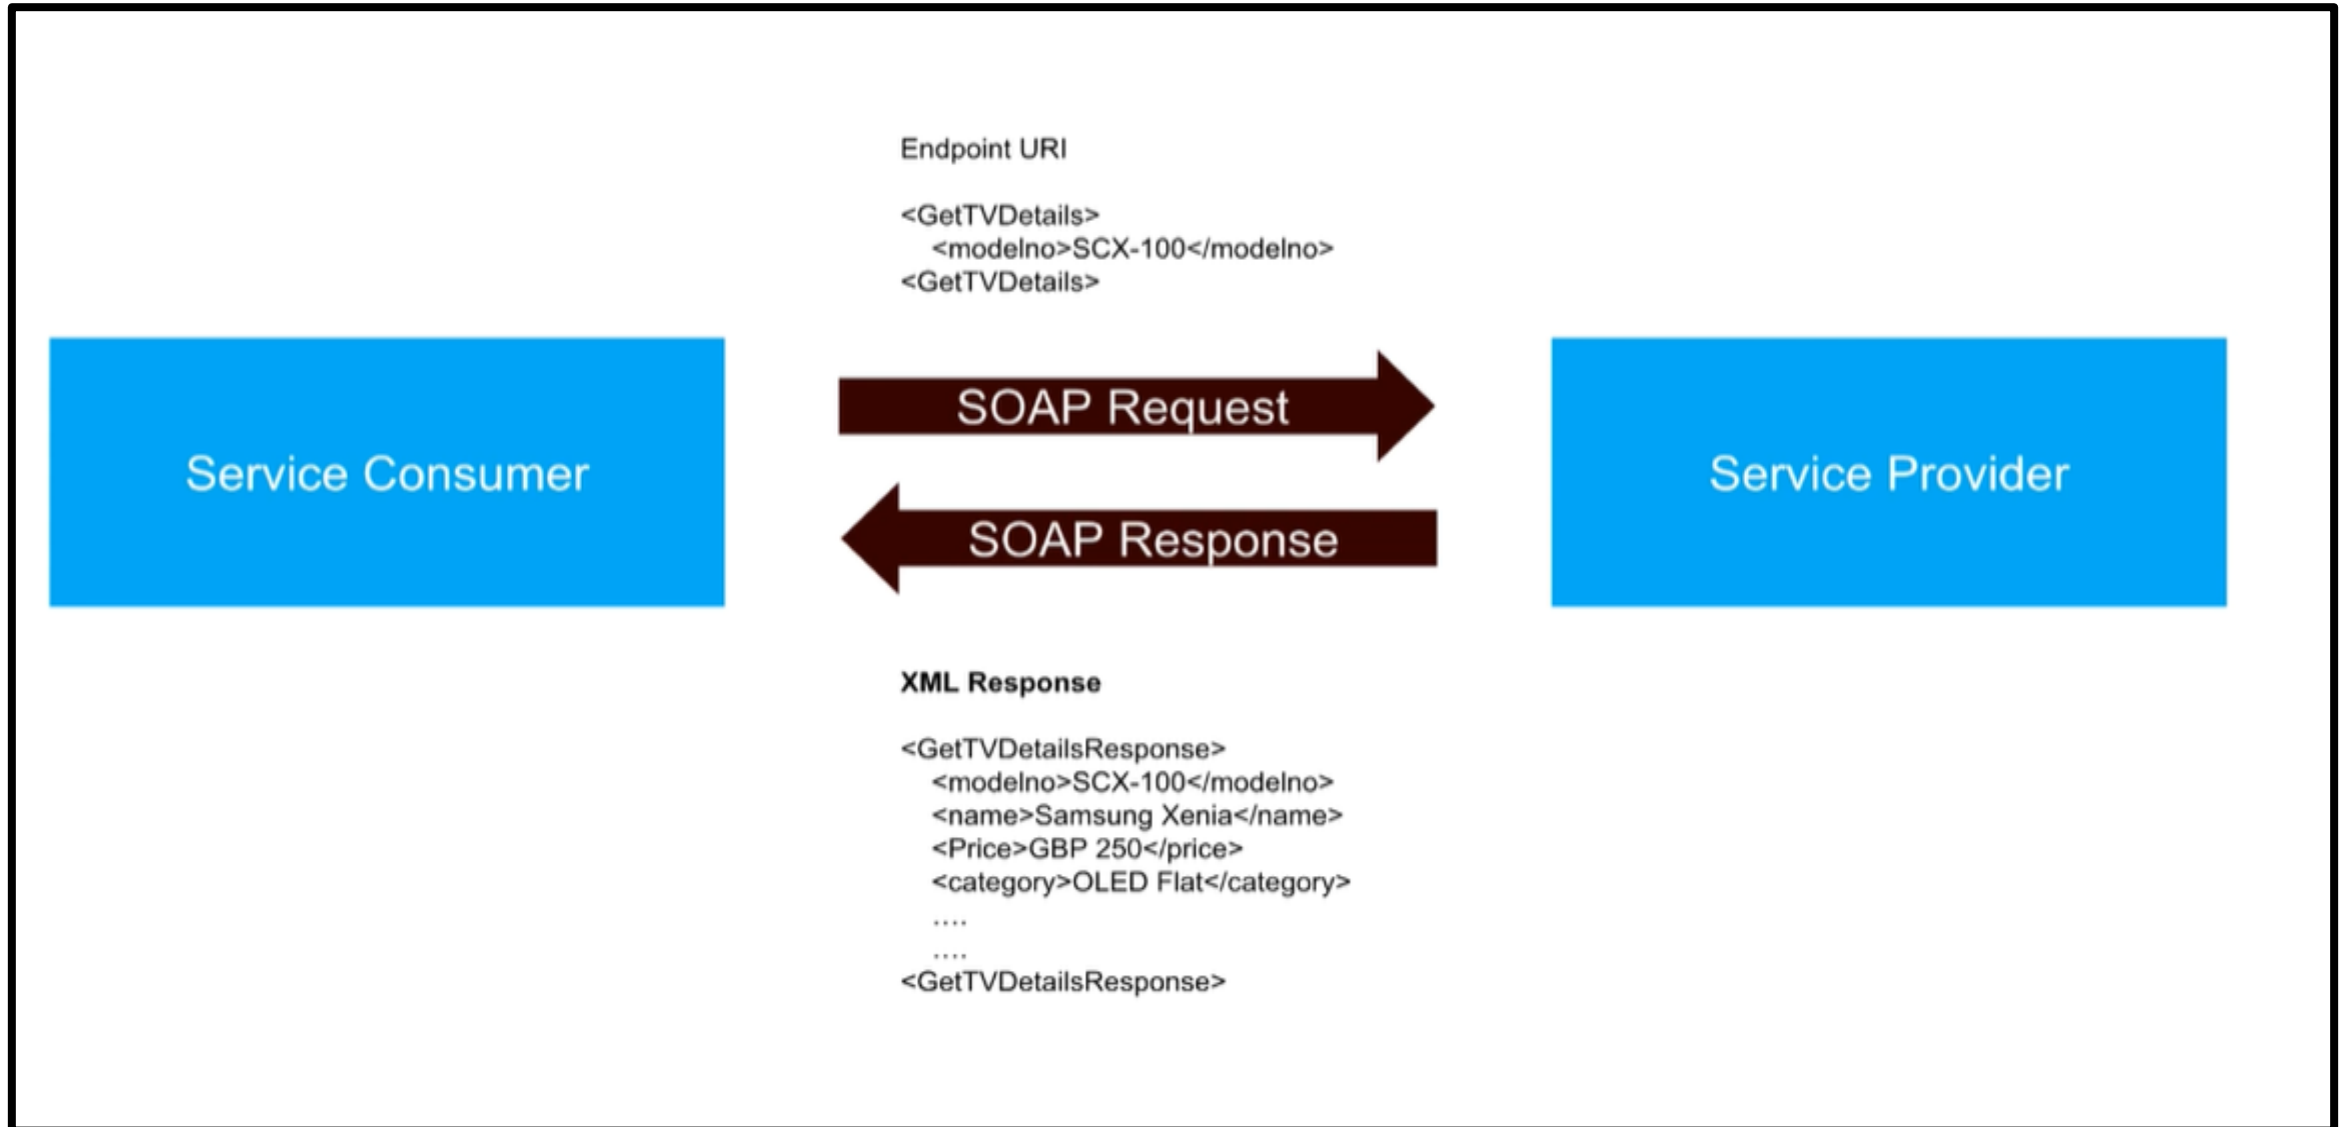 Endpoint URI
<GetTVDetails>
<modelno>SCX-100</modelno>
<GetTVDetails>
Service Consumer
SOAP Request
SOAP Response
Service Provider
XML Response
<GetTVDetailsResponse>
<modelno>SCX-100</modelno>
<name>Samsung Xenia</name>
<Price>GBP 250</price>
<category>OLED Flat</category>
....
....
<GetTVDetailsResponse>